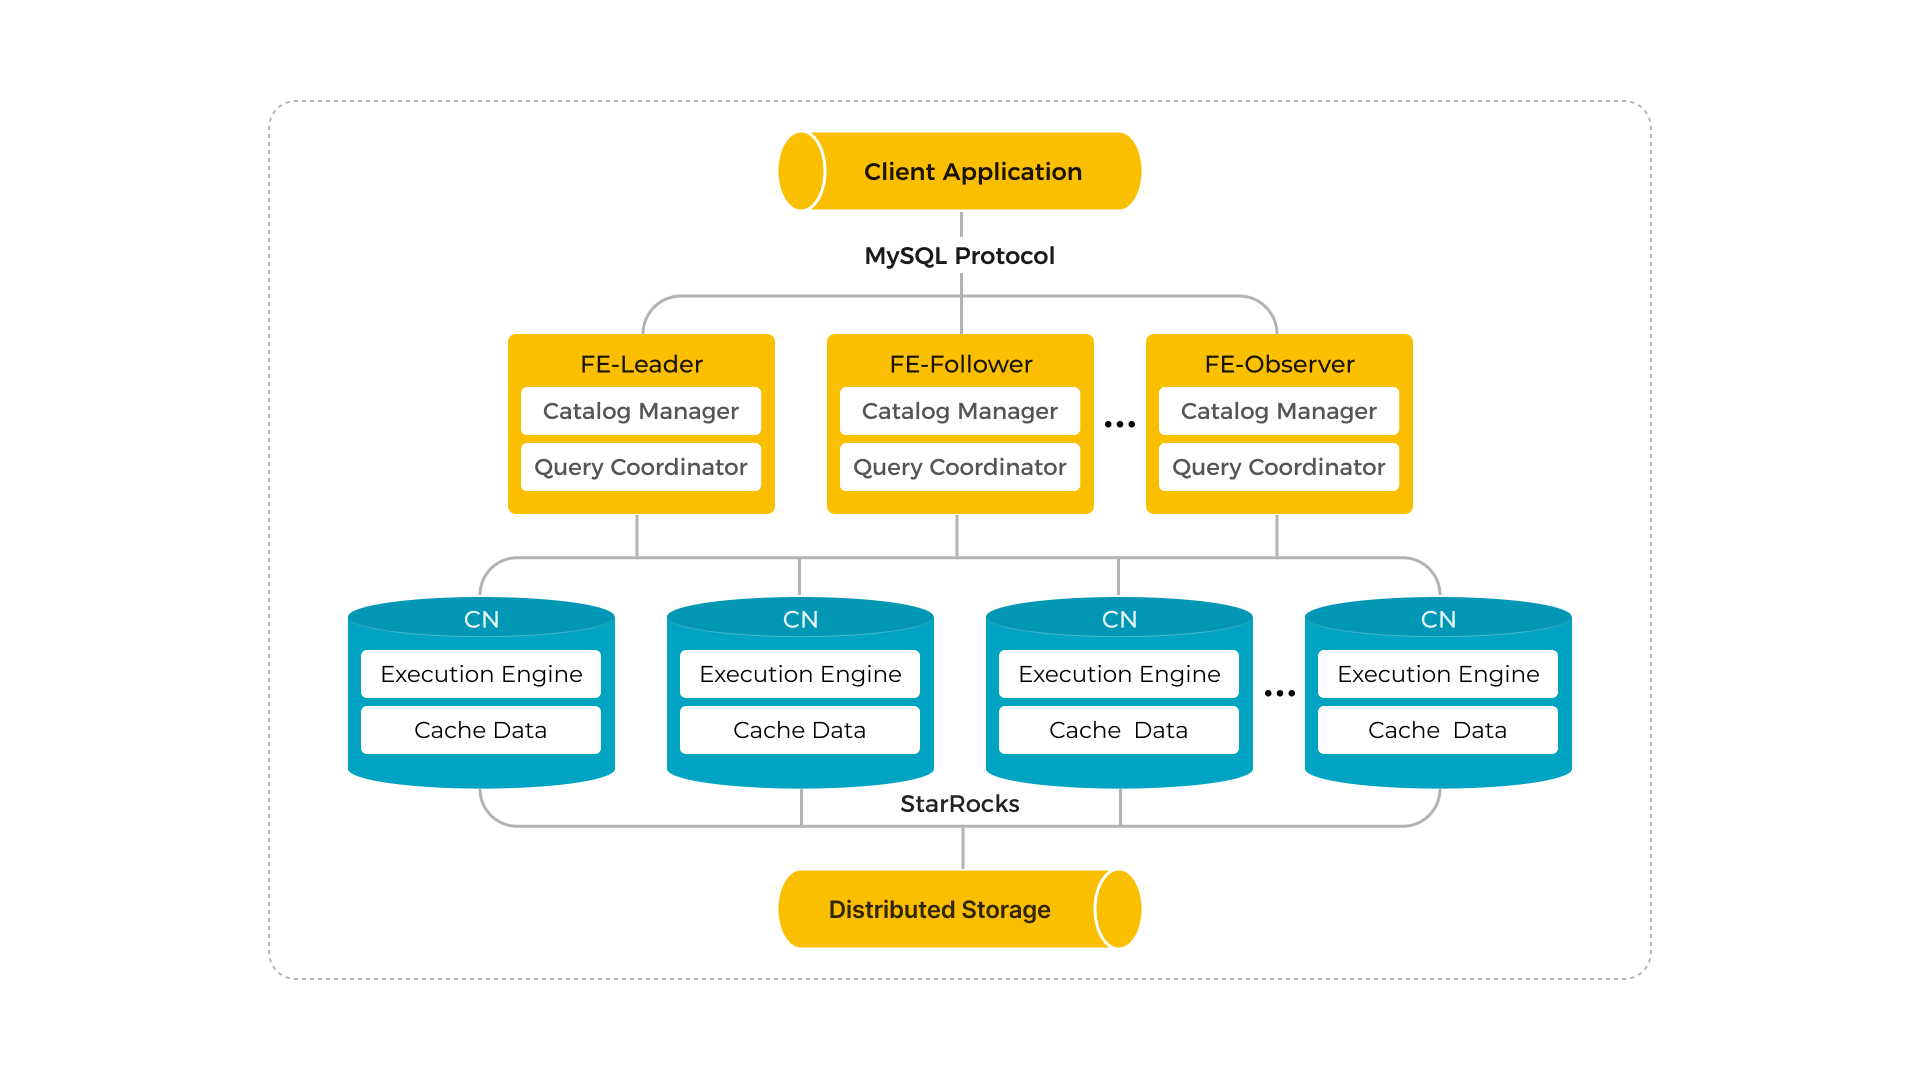 Client Application
MySQL Protocol
FE-Leader
Catalog Manager
Query Coordinator
FE-Follower
Catalog Manager
Query Coordinator
...
FE-Observer
Catalog Manager
Query Coordinator
CN
Execution Engine
Cache Data
CN
Execution Engine
Cache Data
CN
Execution Engine
Cache Data
...
CN
Execution Engine
Cache Data
StarRocks
Distributed Storage